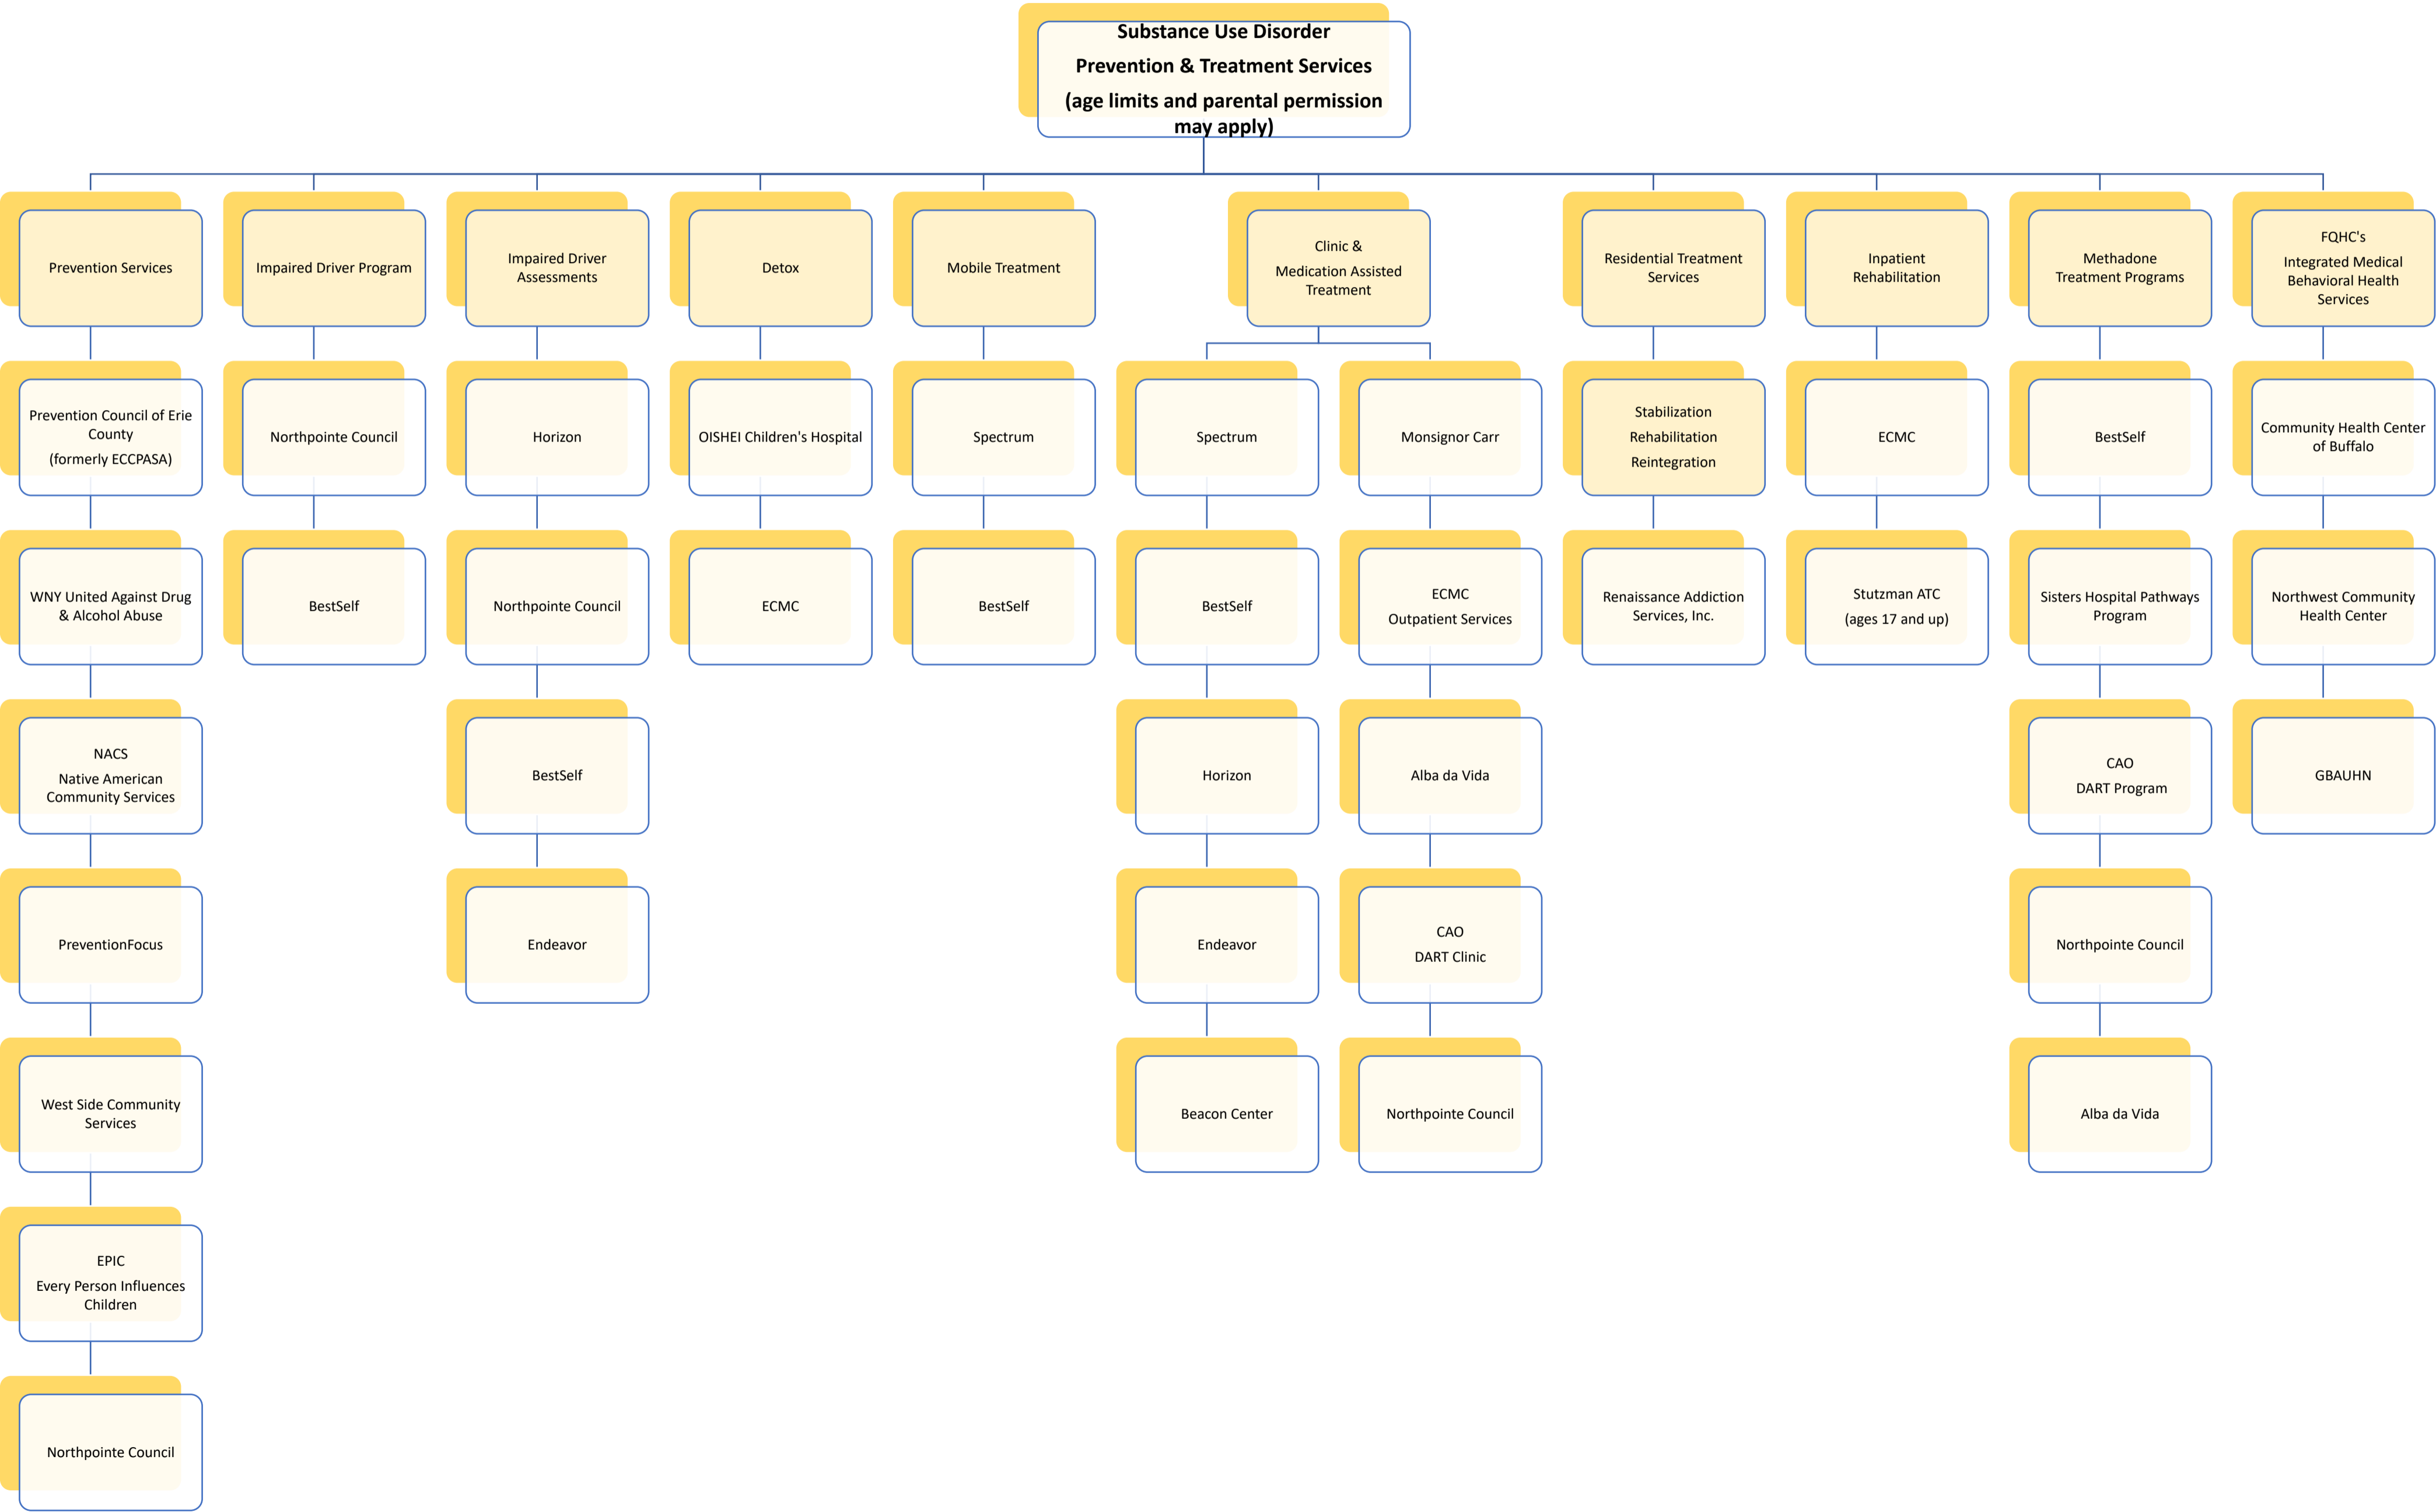 Substance Use Disorder
Prevention & Treatment Services
(age limits and parental permission
may apply)
Prevention Services
Impaired Driver Program
Impaired Driver
Assessments
Detox
Mobile Treatment
Clinic &
Medication Assisted
Treatment
Residential Treatment
Services
Inpatient
Rehabilitation
Methadone
Treatment Programs
FQHC's
Integrated Medical
Behavioral Health
Services
Prevention Council of Erie
County
(formerly ECCPASA)
Northpointe Council
Horizon
OISHEI Children's Hospital
Spectrum
Spectrum
Monsignor Carr
Stabilization
Rehabilitation
Reintegration
ECMC
BestSelf
Community Health Center
of Buffalo
WNY United Against Drug
& Alcohol Abuse
BestSelf
Northpointe Council
ECMC
BestSelf
BestSelf
ECMC
Outpatient Services
Renaissance Addiction
Services, Inc.
Stutzman ATC
(ages 17 and up)
Sisters Hospital Pathways
Program
Northwest Community
Health Center
NACS
Native American
Community Services
BestSelf
Horizon
Alba da Vida
CAO
DART Program
GBAUHN
PreventionFocus
Endeavor
Endeavor
CAO
DART Clinic
Northpointe Council
West Side Community
Services
Beacon Center
Northpointe Council
Alba da Vida
EPIC
Every Person Influences
Children
Northpointe Council